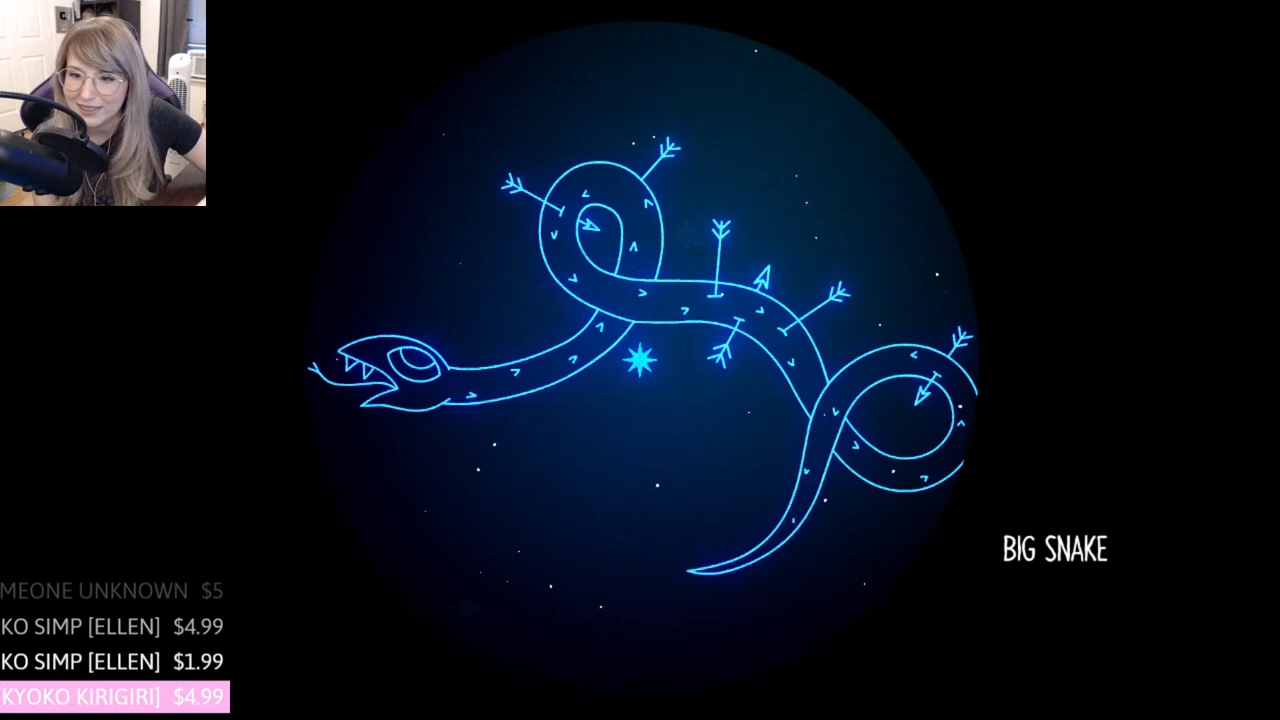 MEONE UNKNOWN $5
KO SIMP [ELLEN] $4.99
KO SIMP [ELLEN] $1.99
KYOKO KIRIGIRI] $4.99
BIG SNAKE